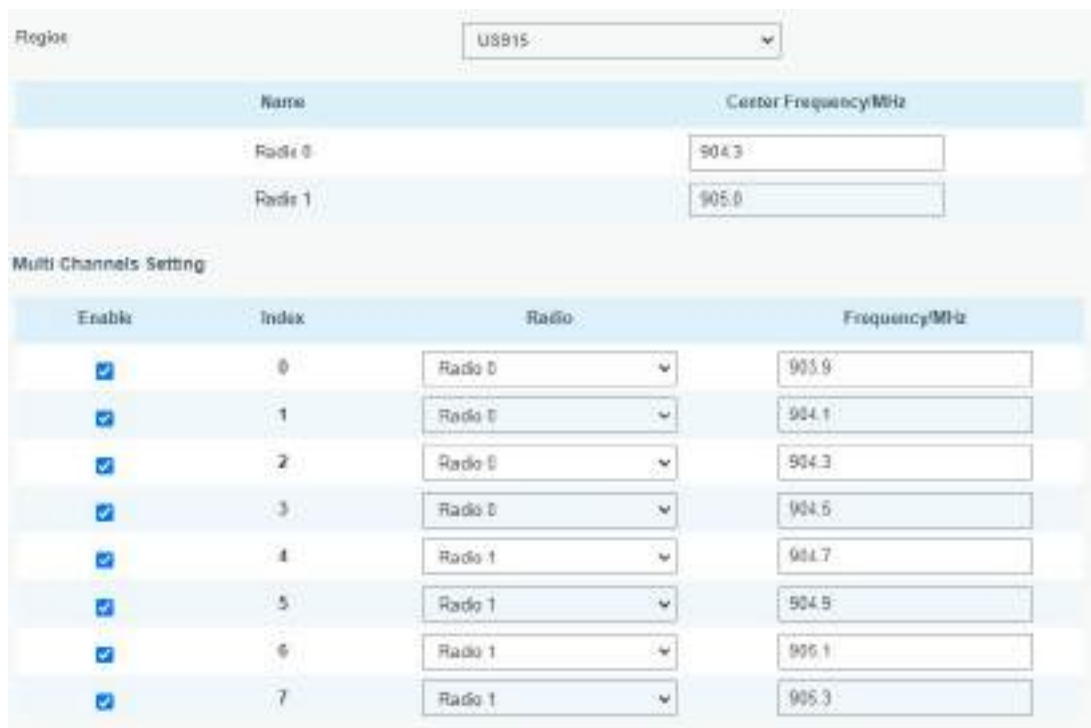 Region US915
Name Center Frequency/MHz
Radio 0 904.3
Radio 1 905.0
Multi Channels Setting
Enable Index Radio Frequency/MHz
0 Radio 0 903.9
1 Radio 0 904.1
2 Radio 0 904.3
3 Radio 0 904.5
4 Radio 1 904.7
5 Radio 1 904.9
6 Radio 1 905.1
7 Radio 1 905.3